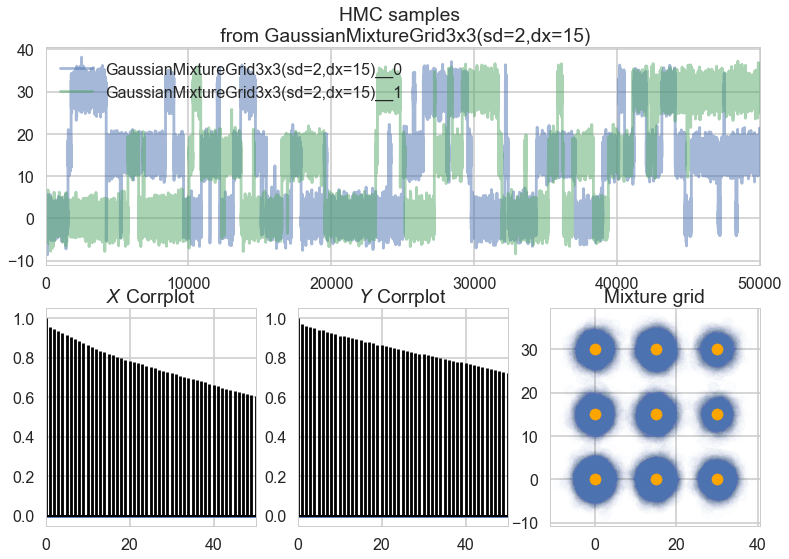 HMC samples
from GaussianMixtureGrid3x3(sd=2,dx=15)
40
30
20
10
0
−10
GaussianMixtureGrid3x3(sd=2,dx=15)__0
GaussianMixtureGrid3x3(sd=2,dx=15)__1
0 10000 20000 30000 40000 50000
X Corrplot
1.0
0.8
0.6
0.4
0.2
0.0
0 20 40
Y Corrplot
1.0
0.8
0.6
0.4
0.2
0.0
0 20 40
Mixture grid
30
20
10
0
−10
0 20 40